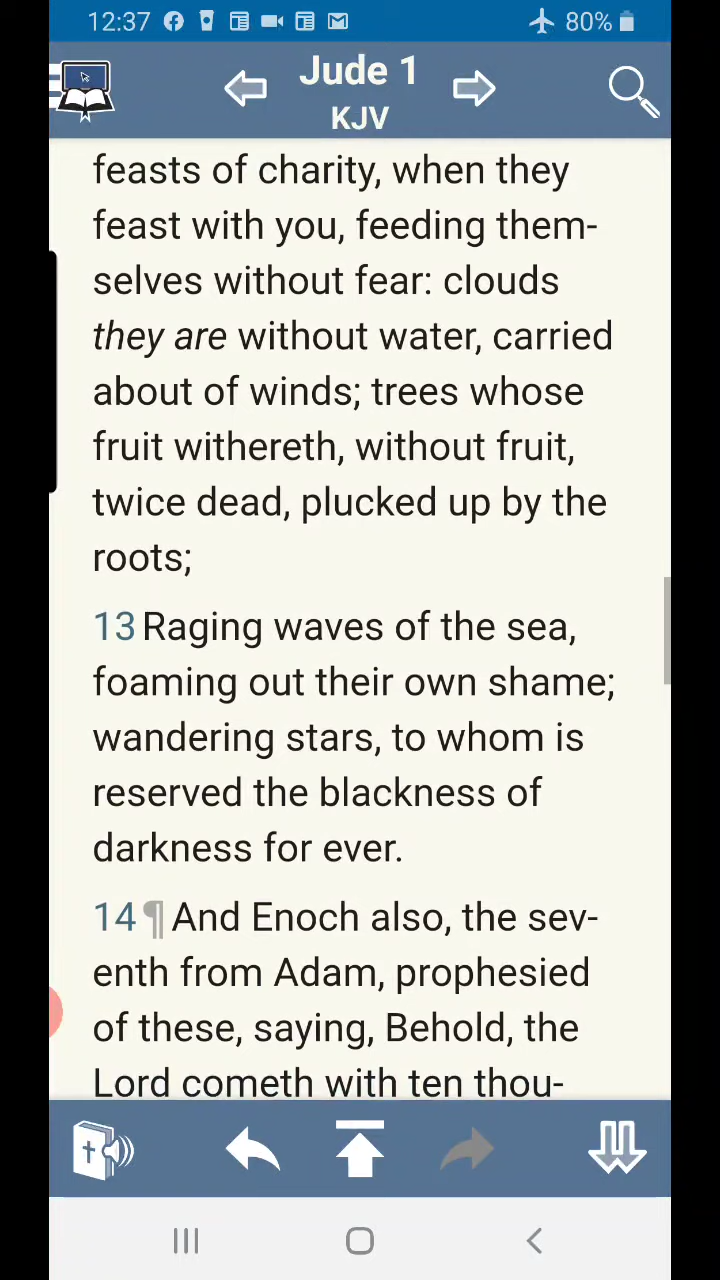 12:37 80%
Jude 1
KJV
feasts of charity, when they
feast with you, feeding them-
selves without fear: clouds
they are without water, carried
about of winds; trees whose
fruit withereth, without fruit,
twice dead, plucked up by the
roots;
13 Raging waves of the sea,
foaming out their own shame;
wandering stars, to whom is
reserved the blackness of
darkness for ever.
14 ¶ And Enoch also, the sev-
enth from Adam, prophesied
of these, saying, Behold, the
Lord cometh with ten thou-